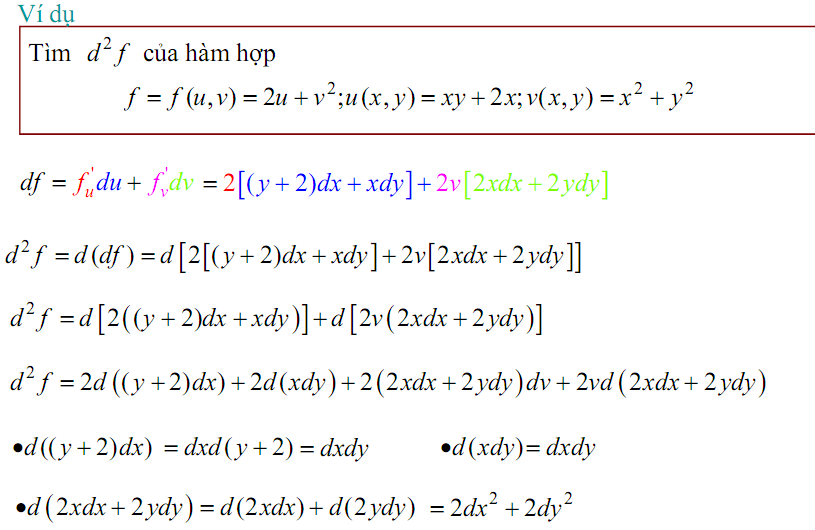 Ví dụ
Tìm d²f của hàm hợp
f = f(u,v) = 2u + v²; u(x,y) = xy + 2x; v(x,y) = x² + y²
df = f'ᵤdu + f'ᵥdv = 2[(y + 2)dx + xdy] + 2v[2xdx + 2ydy]
d²f = d(df) = d[2[(y + 2)dx + xdy] + 2v[2xdx + 2ydy]]
d²f = d[2((y + 2)dx + xdy)] + d[2v(2xdx + 2ydy)]
d²f = 2d((y + 2)dx) + 2d(xdy) + 2(2xdx + 2ydy)dv + 2vd(2xdx + 2ydy)
•d((y + 2)dx) = dxd(y + 2) = dxdy •d(xdy) = dxdy
•d(2xdx + 2ydy) = d(2xdx) + d(2ydy) = 2dx² + 2dy²